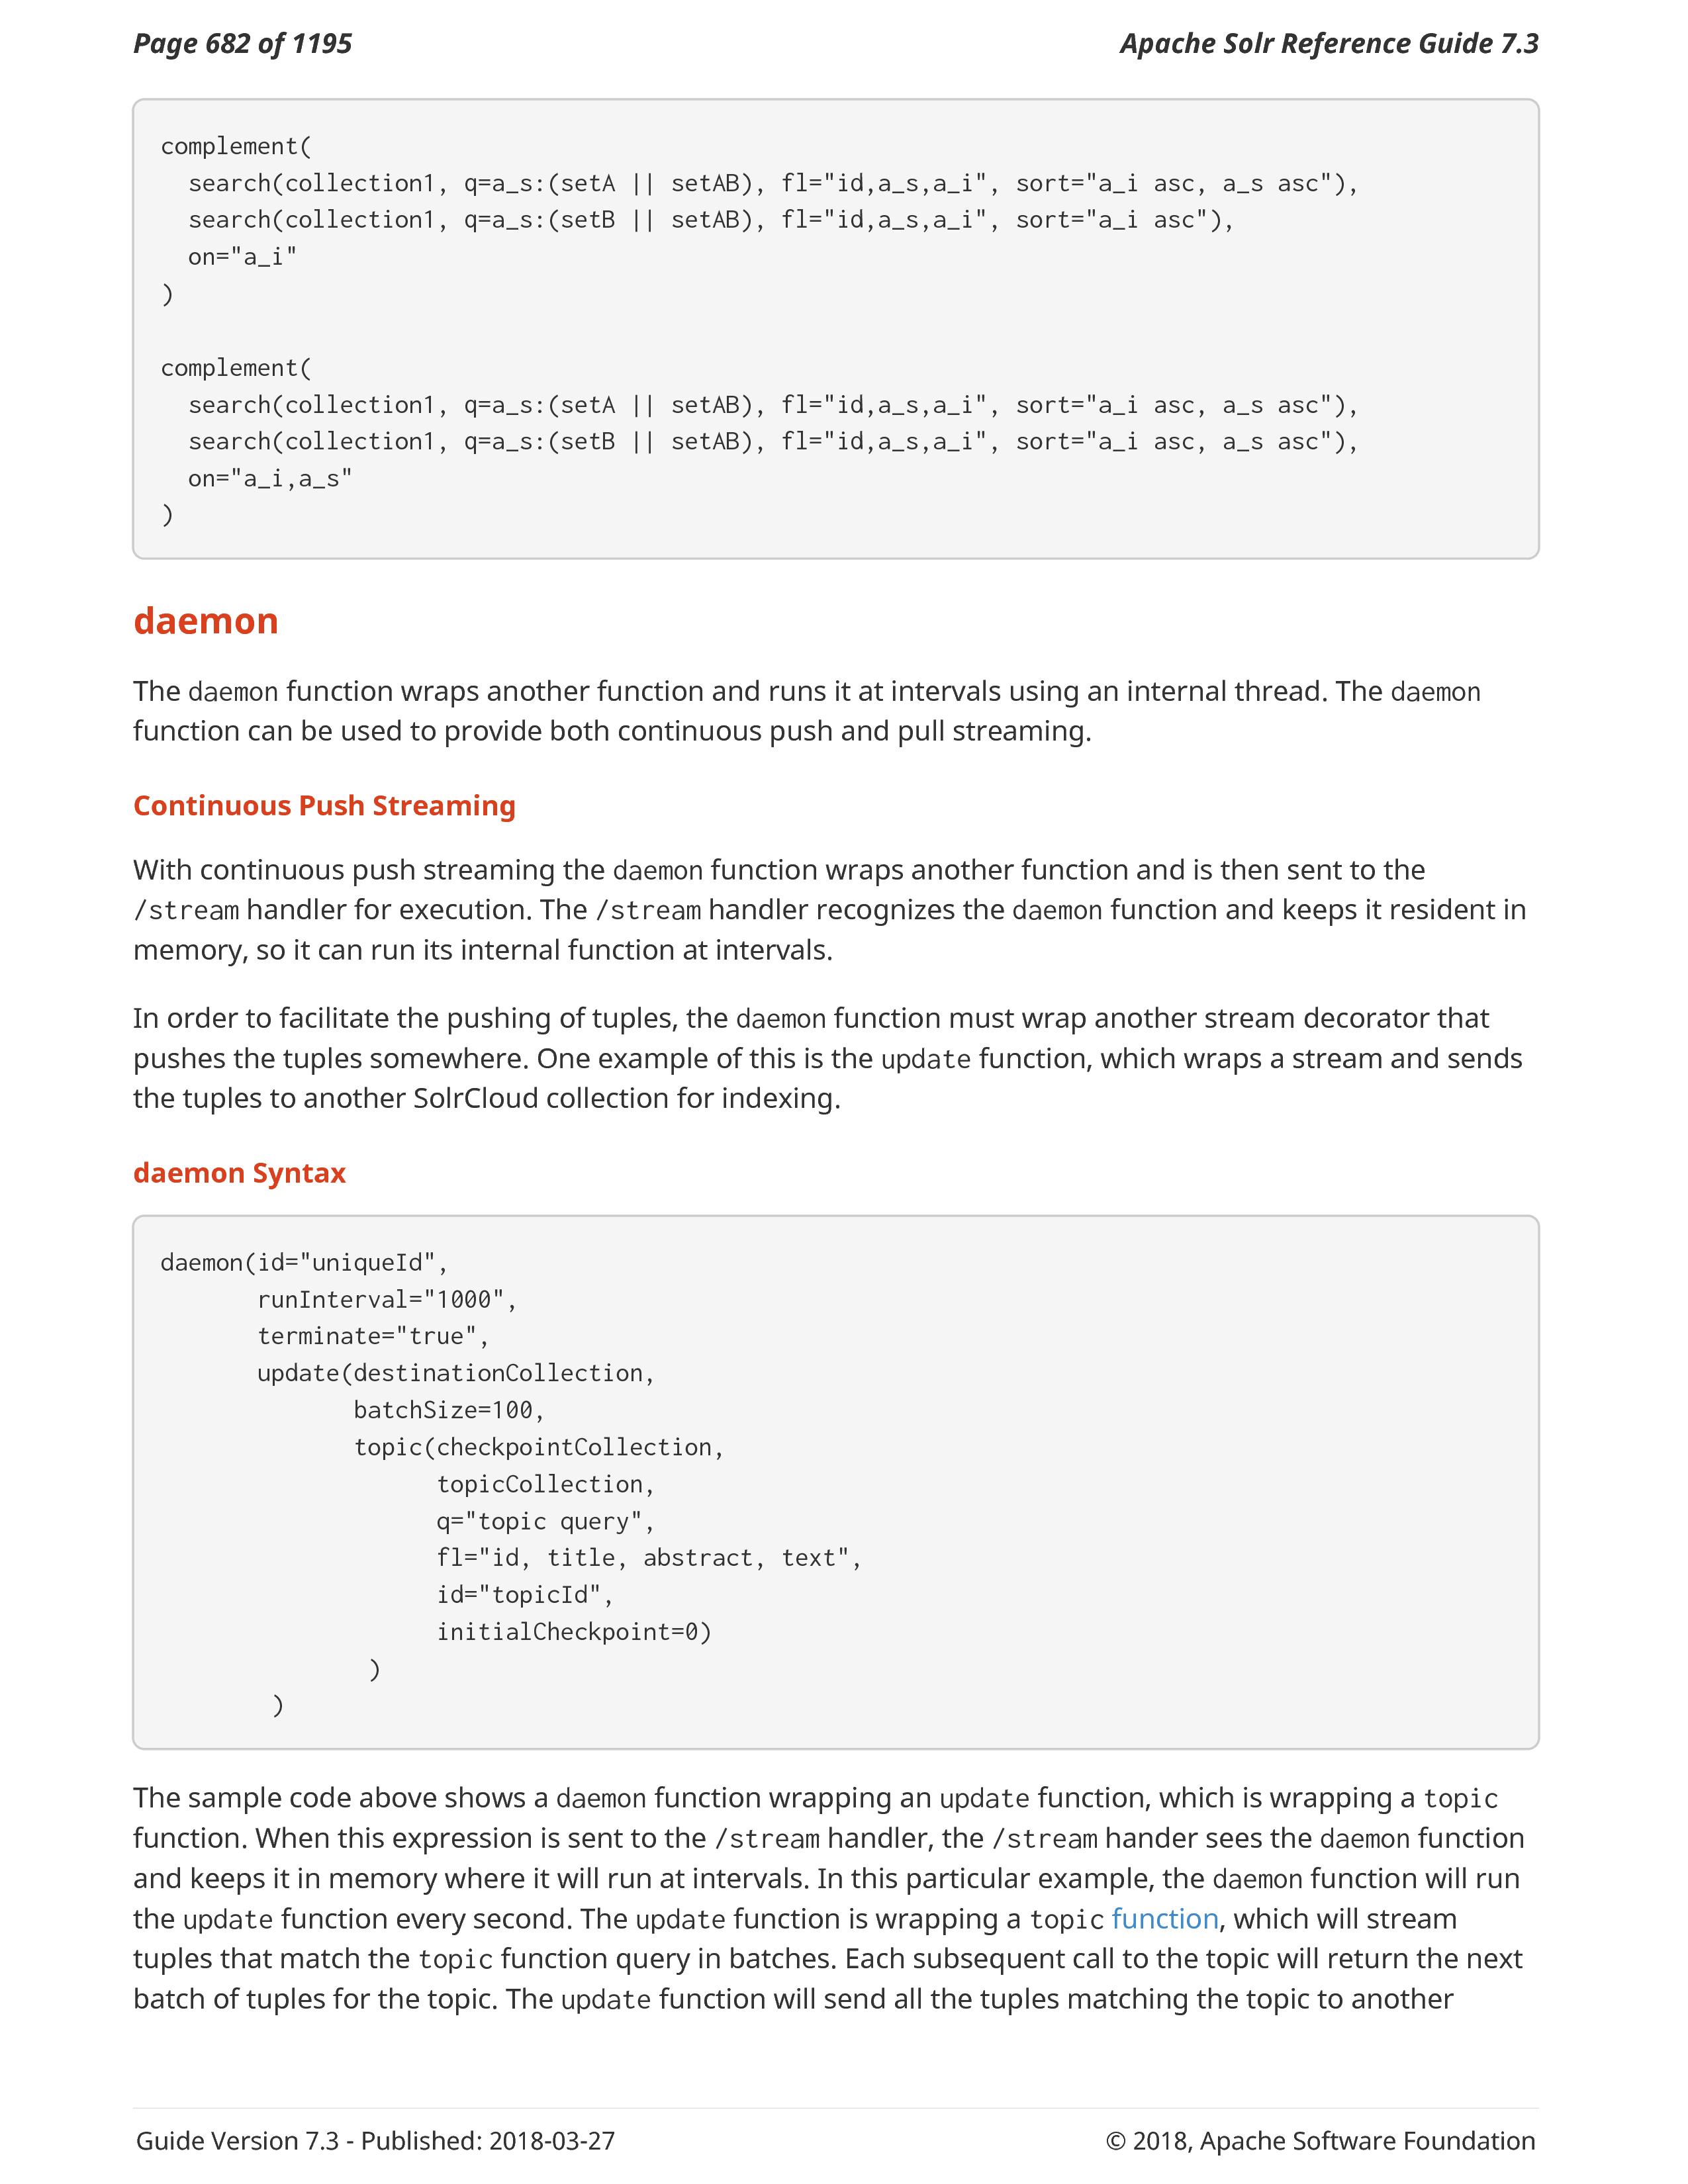 Page 682 of 1195
Apache Solr Reference Guide 7.3
complement(
  search(collection1, q=a_s:(setA || setAB), fl="id,a_s,a_i", sort="a_i asc, a_s asc"),
  search(collection1, q=a_s:(setB || setAB), fl="id,a_s,a_i", sort="a_i asc"),
  on="a_i"
)
complement(
  search(collection1, q=a_s:(setA || setAB), fl="id,a_s,a_i", sort="a_i asc, a_s asc"),
  search(collection1, q=a_s:(setB || setAB), fl="id,a_s,a_i", sort="a_i asc, a_s asc"),
  on="a_i,a_s"
)
daemon
The daemon function wraps another function and runs it at intervals using an internal thread. The daemon
function can be used to provide both continuous push and pull streaming.
Continuous Push Streaming
With continuous push streaming the daemon function wraps another function and is then sent to the
/stream handler for execution. The /stream handler recognizes the daemon function and keeps it resident in
memory, so it can run its internal function at intervals.
In order to facilitate the pushing of tuples, the daemon function must wrap another stream decorator that
pushes the tuples somewhere. One example of this is the update function, which wraps a stream and sends
the tuples to another SolrCloud collection for indexing.
daemon Syntax
daemon(id="uniqueId",
       runInterval="1000",
       terminate="true",
       update(destinationCollection,
              batchSize=100,
              topic(checkpointCollection,
                    topicCollection,
                    q="topic query",
                    fl="id, title, abstract, text",
                    id="topicId",
                    initialCheckpoint=0)
               )
        )
The sample code above shows a daemon function wrapping an update function, which is wrapping a topic
function. When this expression is sent to the /stream handler, the /stream hander sees the daemon function
and keeps it in memory where it will run at intervals. In this particular example, the daemon function will run
the update function every second. The update function is wrapping a topic function, which will stream
tuples that match the topic function query in batches. Each subsequent call to the topic will return the next
batch of tuples for the topic. The update function will send all the tuples matching the topic to another
Guide Version 7.3 - Published: 2018-03-27
© 2018, Apache Software Foundation